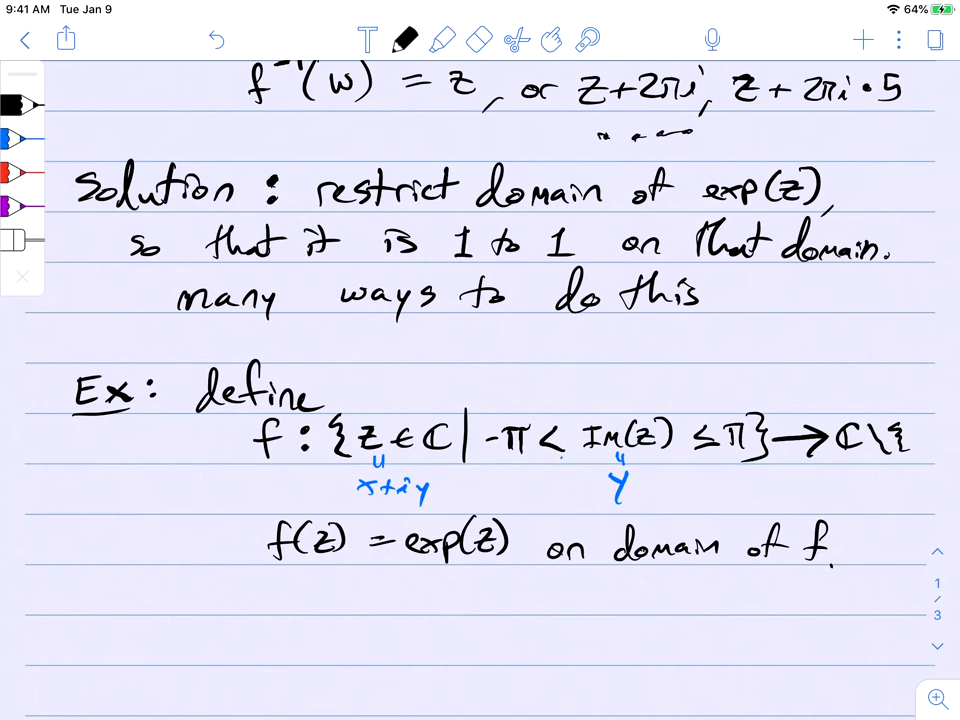 9:41 AM Tue Jan 9
64%
f⁻¹(w) = z, or z+2πi, z + 2πi • 5
....
Solution : restrict domain of exp(z),
so that it is 1 to 1 on that domain.
many ways to do this
Ex: define
f : {z ∈ ℂ | -π < Im(z) ≤ π} → ℂ \ {
x+iy y
f(z) = exp(z) on domain of f.
1
/
3